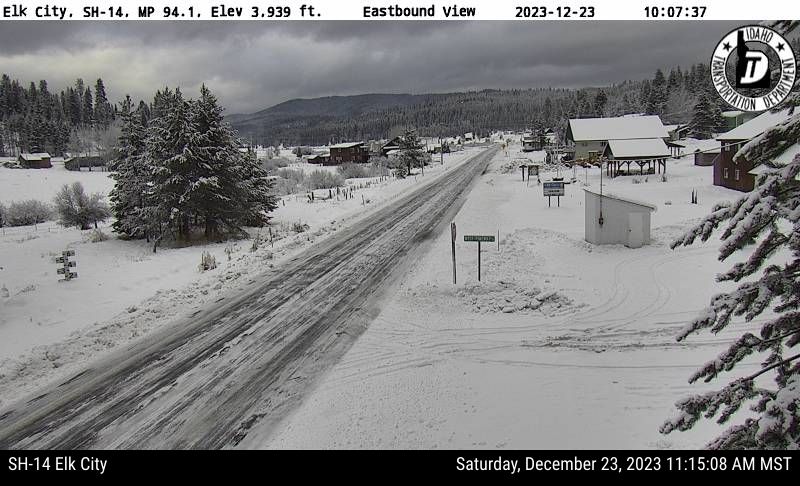 Elk City, SH-14, MP 94.1, Elev 3,939 ft. Eastbound View 2023-12-23 10:07:37
IDAHO
TRANSPORTATION DEPARTMENT
SH-14 Elk City Saturday, December 23, 2023 11:15:08 AM MST